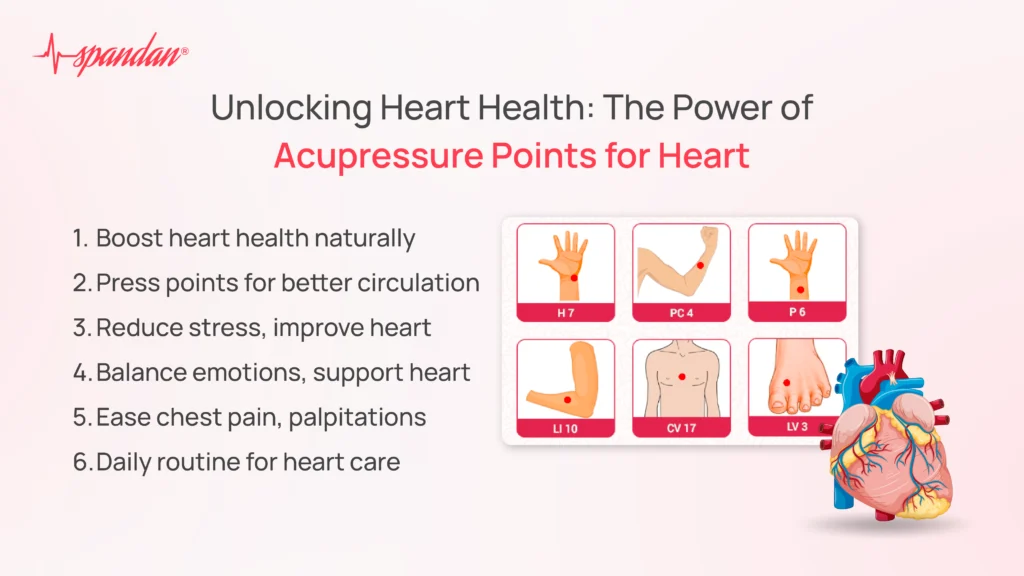 spandan®
Unlocking Heart Health: The Power of
Acupressure Points for Heart
1. Boost heart health naturally
2. Press points for better circulation
3. Reduce stress, improve heart
4. Balance emotions, support heart
5. Ease chest pain, palpitations
6. Daily routine for heart care
H 7
PC 4
P 6
LI 10
CV 17
LV 3